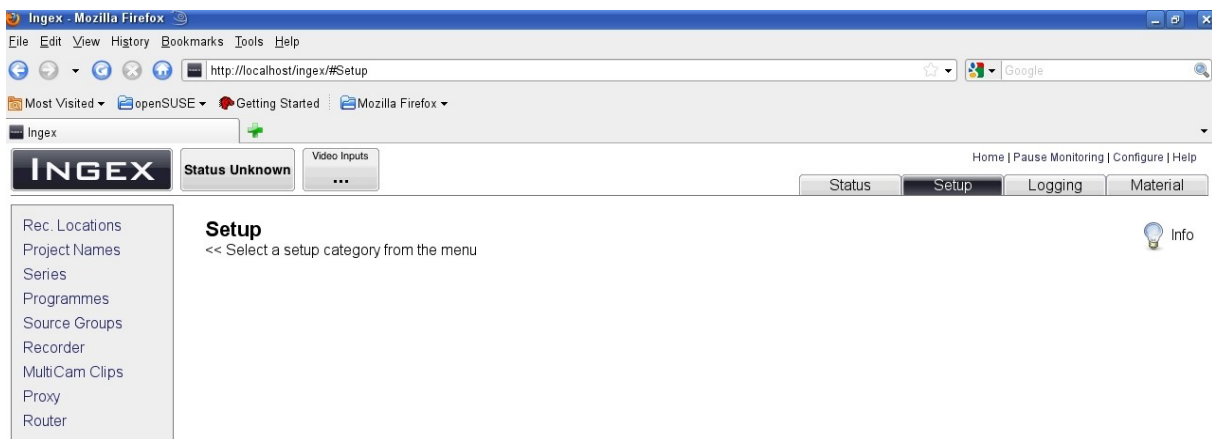 Ingex - Mozilla Firefox
File Edit View History Bookmarks Tools Help
http://localhost/ingex/#Setup
Google
Most Visited openSUSE Getting Started Mozilla Firefox
Ingex
INGEX
Status Unknown
Video Inputs
...
Home | Pause Monitoring | Configure | Help
Status Setup Logging Material
Rec. Locations
Project Names
Series
Programmes
Source Groups
Recorder
MultiCam Clips
Proxy
Router
Setup
<< Select a setup category from the menu
Info